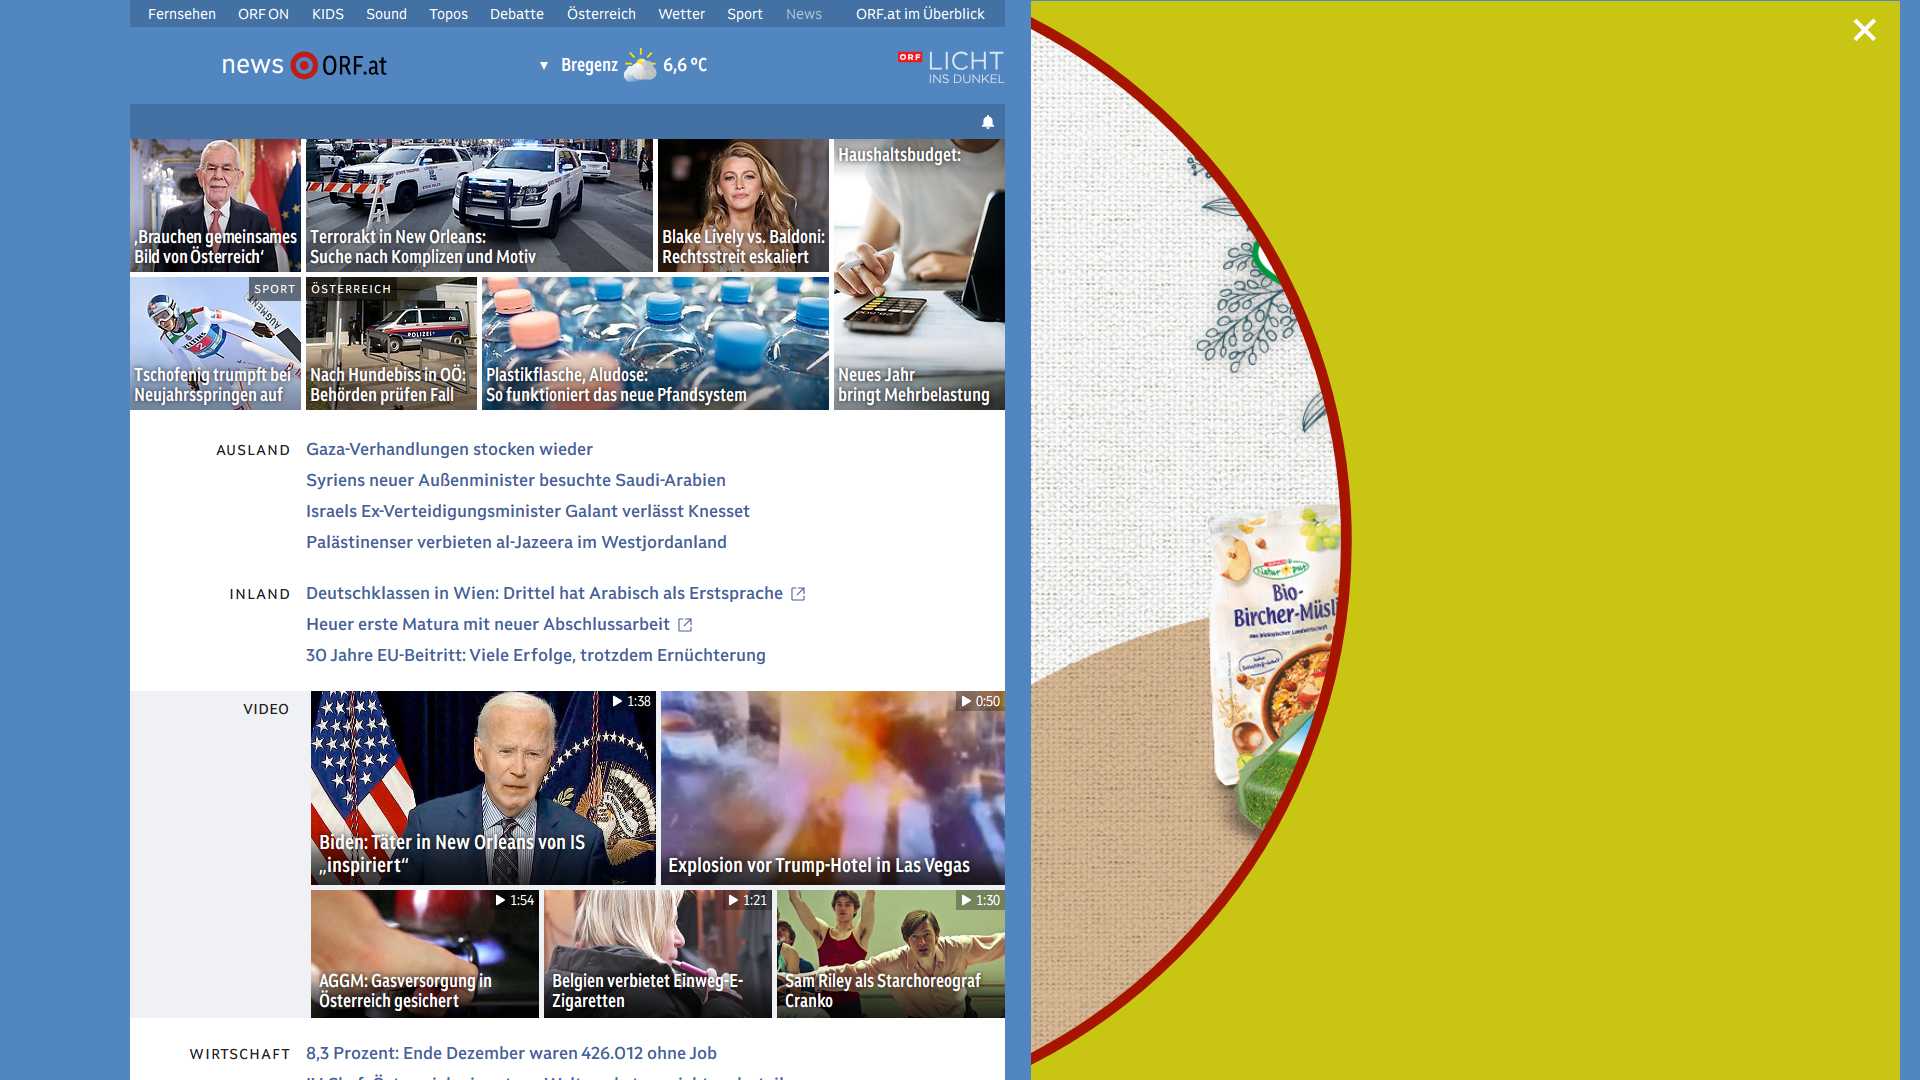 Fernsehen ORF ON KIDS Sound Topos Debatte Österreich Wetter Sport News ORF.at im Überblick
news ORF.at
Bregenz 6,6 °C
ORF LICHT
INS DUNKEL
‚Brauchen gemeinsames
Bild von Österreich‘
Terrorakt in New Orleans:
Suche nach Komplizen und Motiv
Blake Lively vs. Baldoni:
Rechtsstreit eskaliert
Haushaltsbudget:
Neues Jahr
bringt Mehrbelastung
SPORT
Tschofenig trumpft bei
Neujahrsspringen auf
ÖSTERREICH
POLIZEI
Nach Hundebiss in OÖ:
Behörden prüfen Fall
Plastikflasche, Aludose:
So funktioniert das neue Pfandsystem
AUSLAND
Gaza-Verhandlungen stocken wieder
Syriens neuer Außenminister besuchte Saudi-Arabien
Israels Ex-Verteidigungsminister Galant verlässt Knesset
Palästinenser verbieten al-Jazeera im Westjordanland
INLAND
Deutschklassen in Wien: Drittel hat Arabisch als Erstsprache
Heuer erste Matura mit neuer Abschlussarbeit
30 Jahre EU-Beitritt: Viele Erfolge, trotzdem Ernüchterung
VIDEO
1:38
Biden: Täter in New Orleans von IS
„inspiriert“
0:50
Explosion vor Trump-Hotel in Las Vegas
1:54
AGGM: Gasversorgung in
Österreich gesichert
1:21
Belgien verbietet Einweg-E-
Zigaretten
1:30
Sam Riley als Starchoreograf
Cranko
WIRTSCHAFT
8,3 Prozent: Ende Dezember waren 426.012 ohne Job
Natur pur
Bio-
Bircher-Müsli